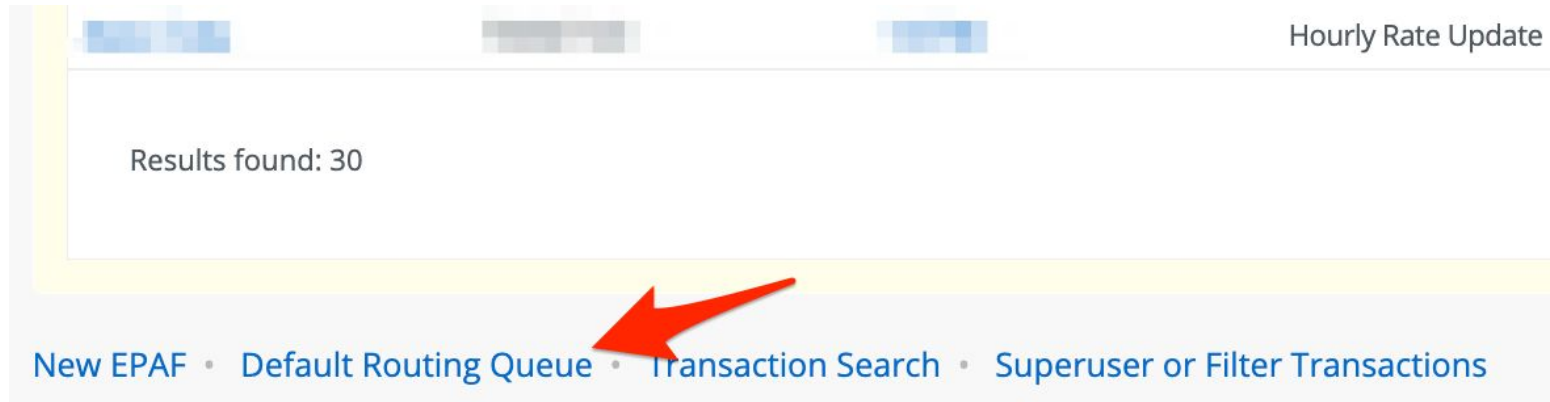 Hourly Rate Update
Results found: 30
New EPAF • Default Routing Queue • Transaction Search • Superuser or Filter Transactions